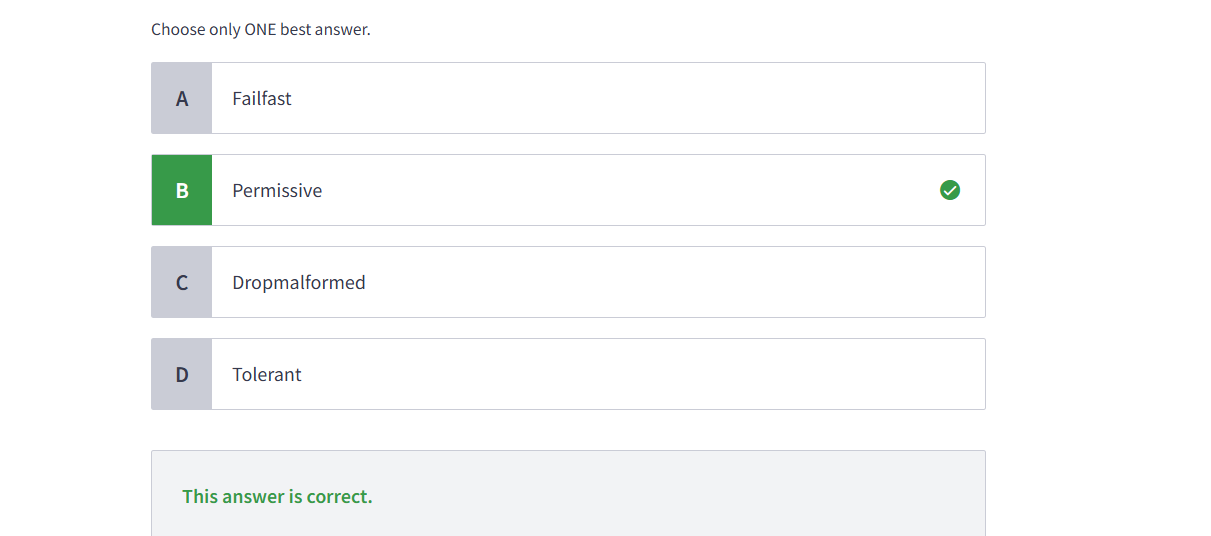 Choose only ONE best answer.
A Failfast
B Permissive
C Dropmalformed
D Tolerant
This answer is correct.